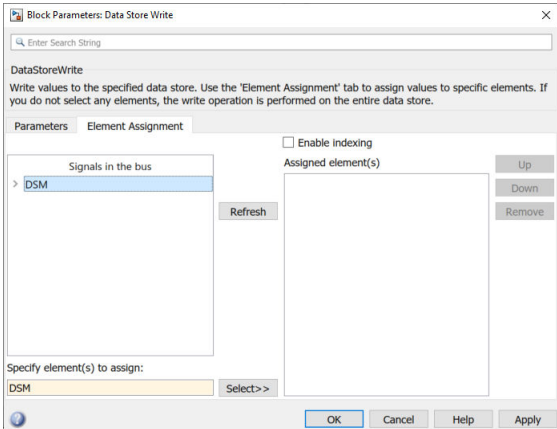 Block Parameters: Data Store Write
Enter Search String
DataStoreWrite
Write values to the specified data store. Use the 'Element Assignment' tab to assign values to specific elements. If
you do not select any elements, the write operation is performed on the entire data store.
Parameters Element Assignment
Enable indexing
Signals in the bus
DSM
Refresh
Assigned element(s)
Up
Down
Remove
Specify element(s) to assign:
DSM
Select>>
OK Cancel Help Apply